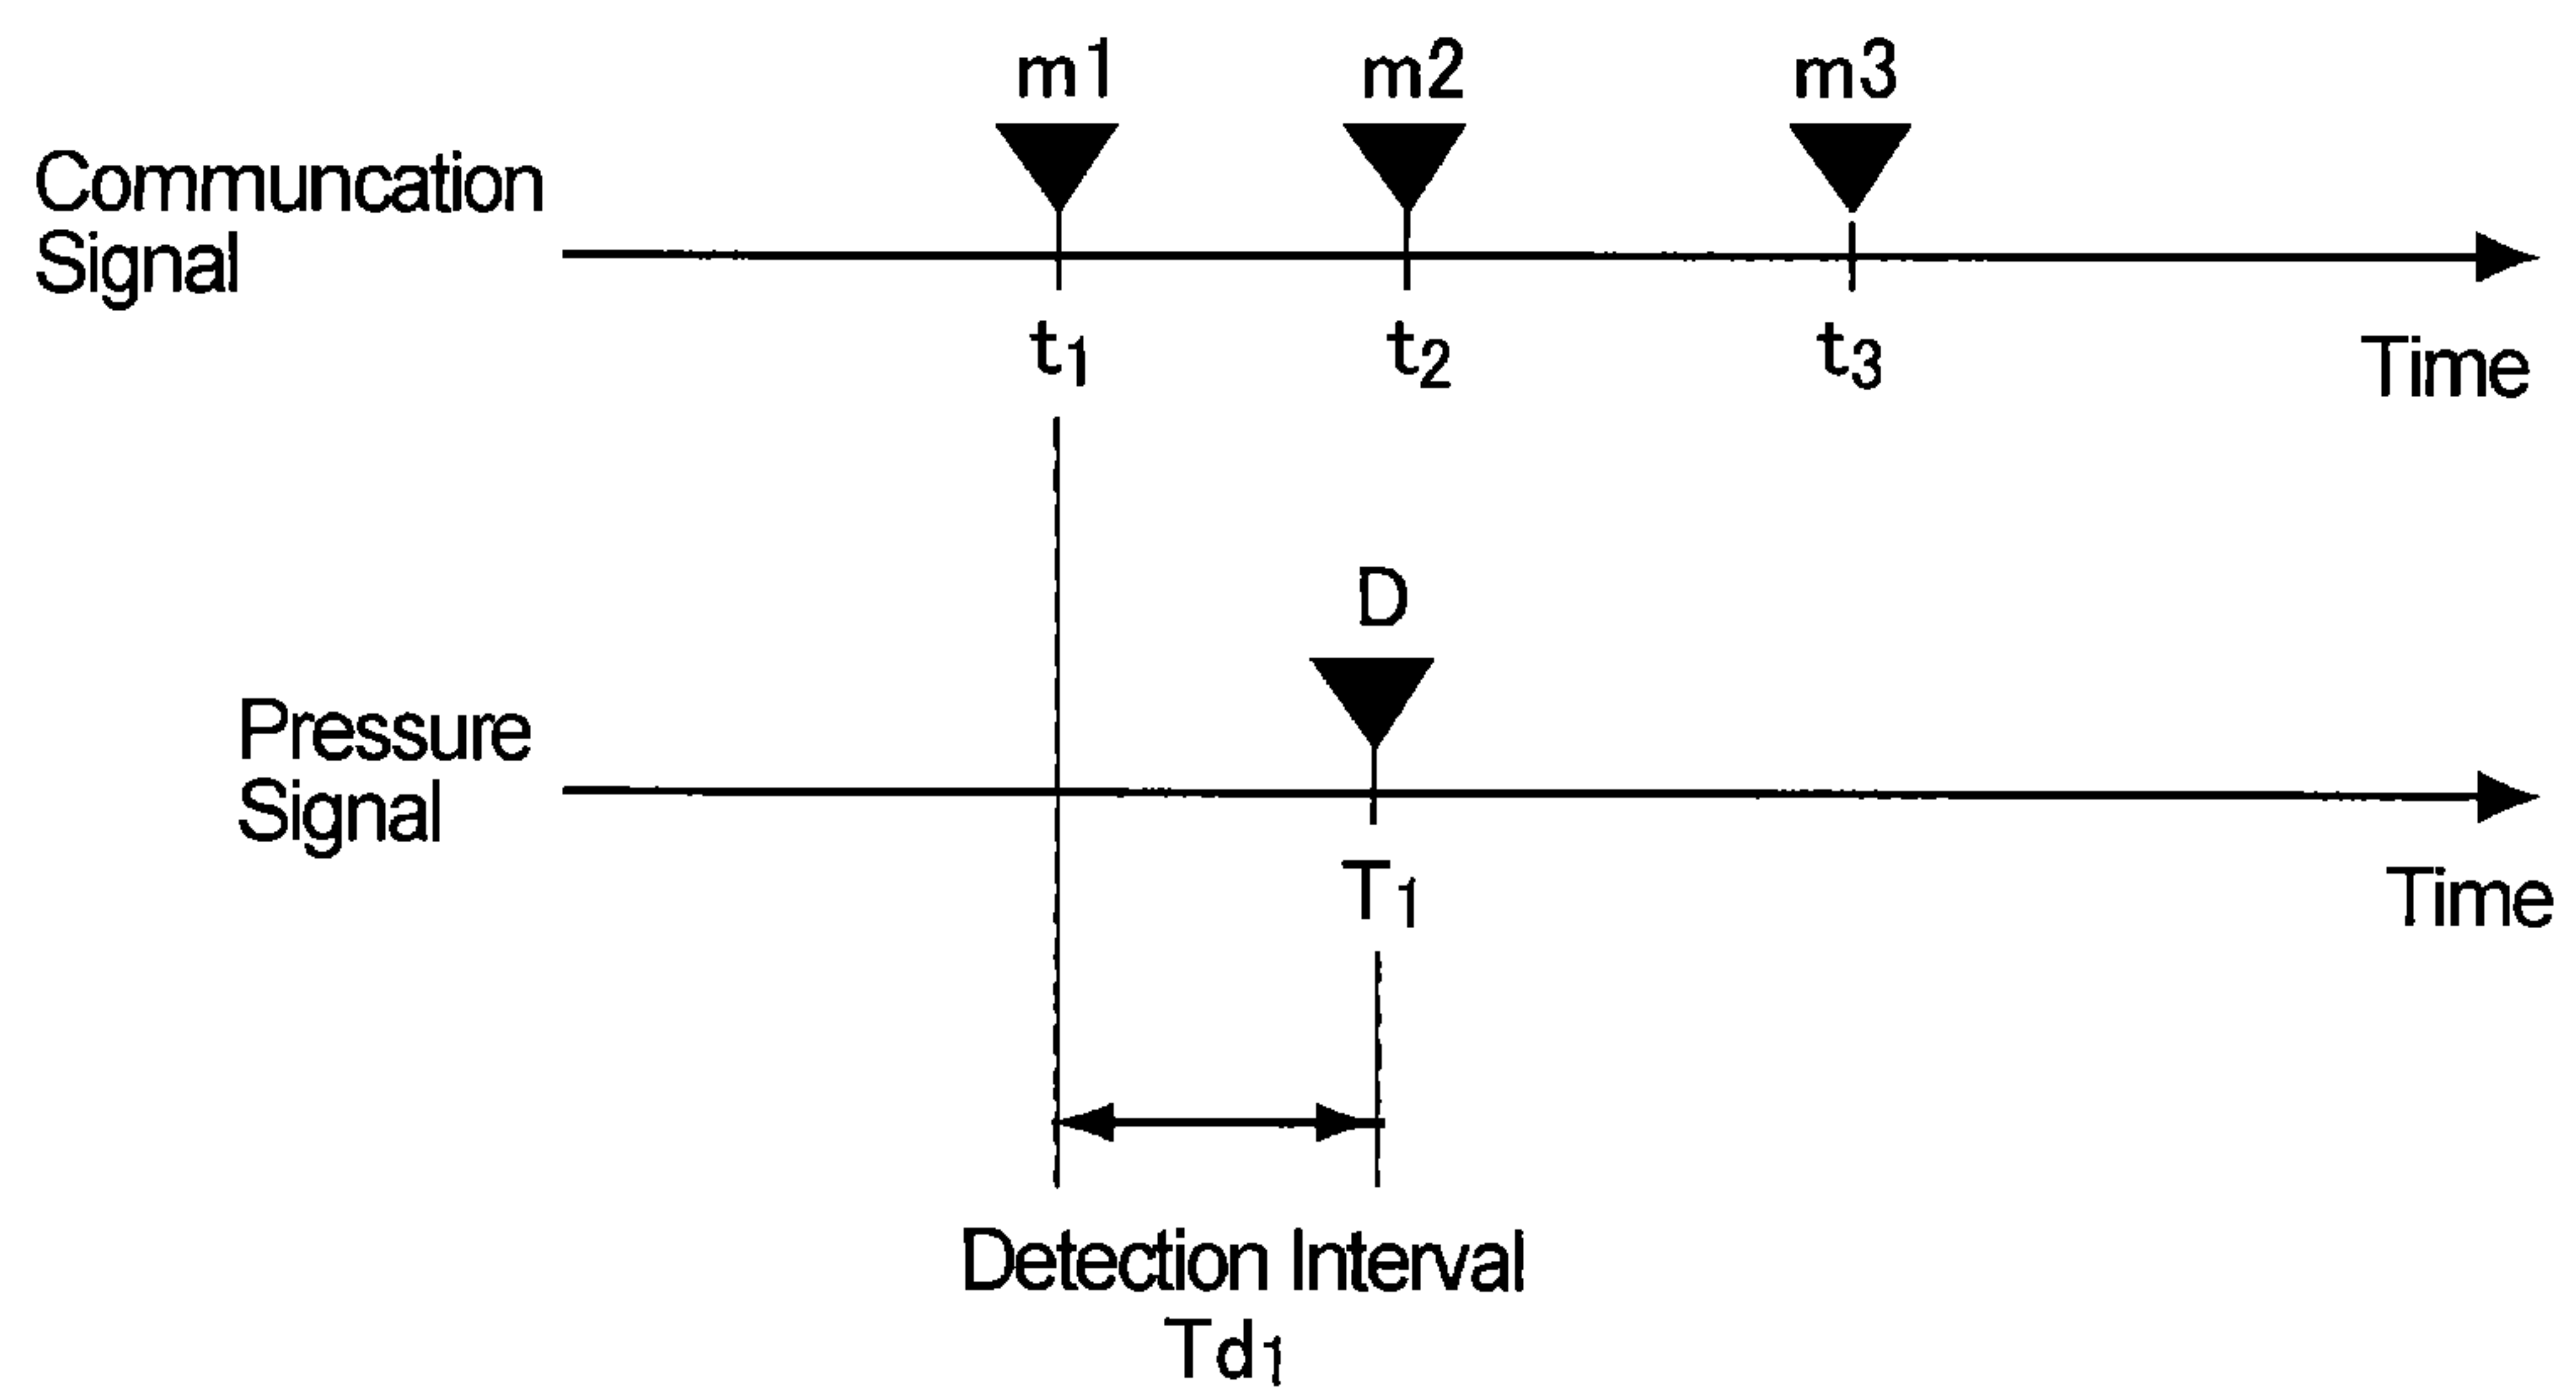 m1 m2 m3
Communcation
Signal
t1 t2 t3
Time
D
Pressure
Signal
T1
Time
Detection Interval
Td1